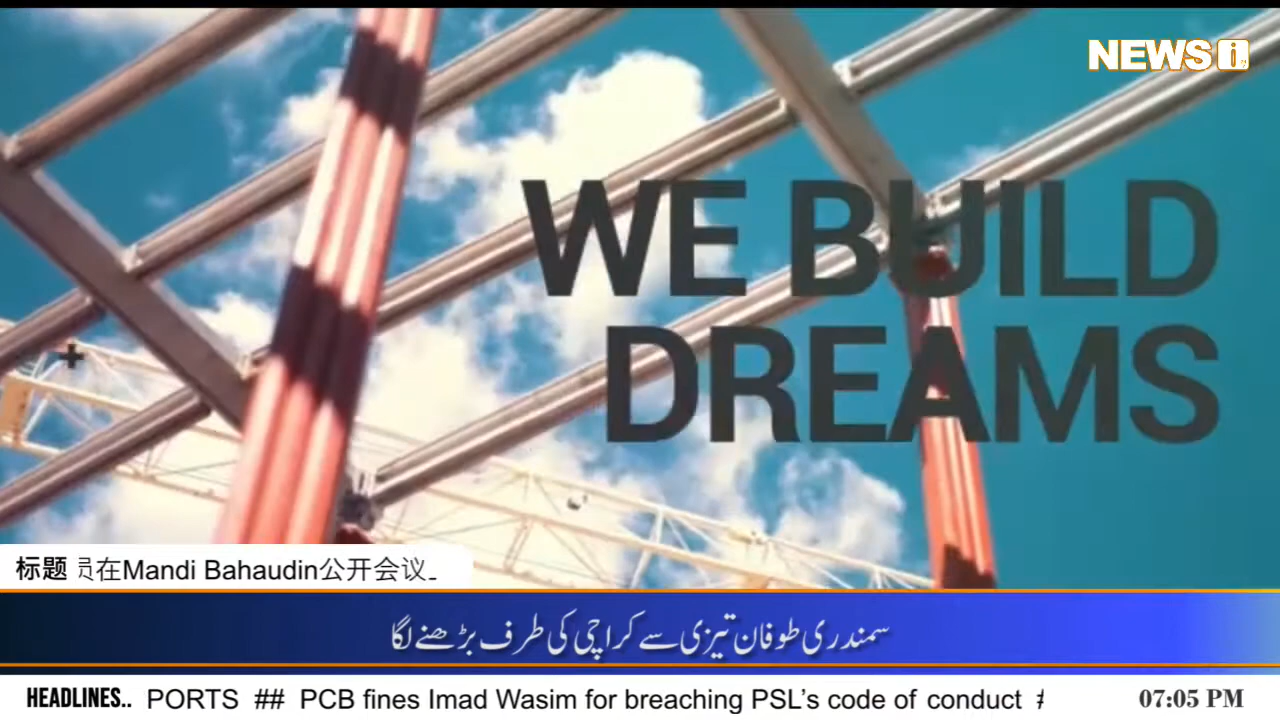 NEWS i
WE BUILD
DREAMS
标题 员在Mandi Bahaudin公开会议_
سمندری طوفان تیزی سے کراچی کی طرف بڑھنے لگا
HEADLINES.. PORTS ## PCB fines Imad Wasim for breaching PSL’s code of conduct #
07:05 PM